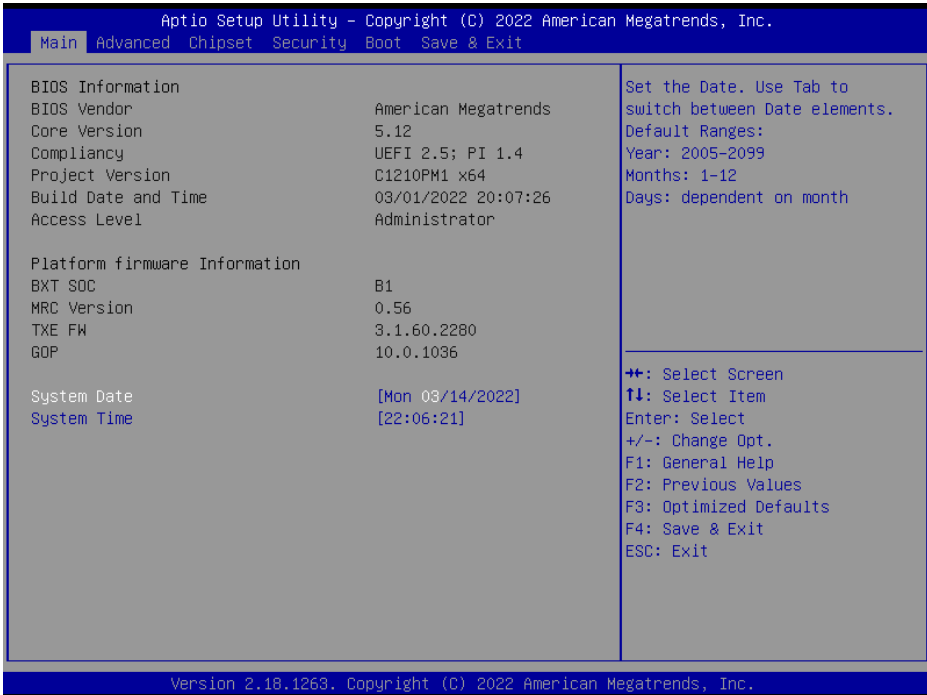 Aptio Setup Utility – Copyright (C) 2022 American Megatrends, Inc.
Main Advanced Chipset Security Boot Save & Exit
BIOS Information
BIOS Vendor American Megatrends
Core Version 5.12
Compliancy UEFI 2.5; PI 1.4
Project Version C1210PM1 x64
Build Date and Time 03/01/2022 20:07:26
Access Level Administrator
Platform firmware Information
BXT SOC B1
MRC Version 0.56
TXE FW 3.1.60.2280
GOP 10.0.1036
System Date [Mon 03/14/2022]
System Time [22:06:21]
Set the Date. Use Tab to
switch between Date elements.
Default Ranges:
Year: 2005-2099
Months: 1-12
Days: dependent on month
→←: Select Screen
↑↓: Select Item
Enter: Select
+/-: Change Opt.
F1: General Help
F2: Previous Values
F3: Optimized Defaults
F4: Save & Exit
ESC: Exit
Version 2.18.1263. Copyright (C) 2022 American Megatrends, Inc.